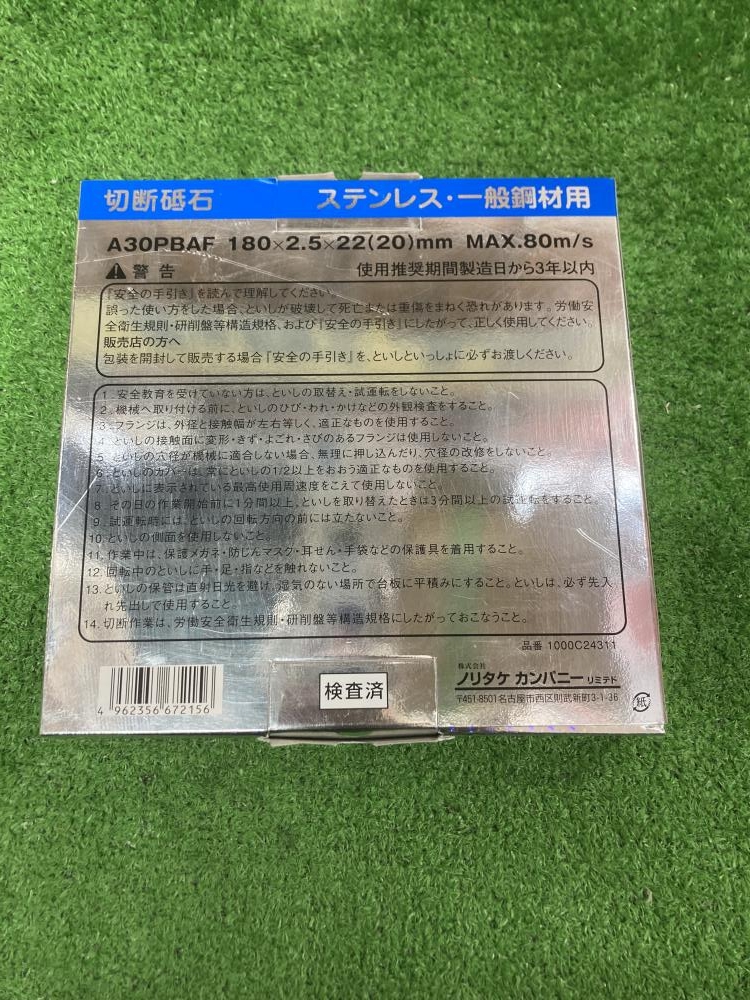 切断砥石 ステンレス・一般鋼材用
A30PBAF 180×2.5×22(20)mm MAX.80m/s
警告 使用推奨期間製造日から3年以内
『安全の手引き』を読んで理解してください。
誤った使い方をした場合、といしが破壊して死亡または重傷をまねく恐れがあります。労働安
全衛生規則・研削盤等構造規格、および『安全の手引き』にしたがって、正しく使用してください。
販売店の方へ
包装を開封して販売する場合『安全の手引き』を、といしといっしょに必ずお渡しください。
1. 安全教育を受けていない方は、といしの取替え・試運転をしないこと。
2. 機械へ取り付ける前に、といしのひび・われ・かけなどの外観検査をすること。
3. フランジは、外径と接触幅が左右等しく、適正なものを使用すること。
4. といしの接触面に変形・きず・よごれ・さびのあるフランジは使用しないこと。
5. といしの穴径が機械に適合しない場合、無理に押し込んだり、穴径の改修をしないこと。
6. といしのカバーは、常にといしの1/2以上をおおう適正なものを使用すること。
7. といしに表示されている最高使用周速度をこえて使用しないこと。
8. その日の作業開始前に1分間以上、といしを取り替えたときは3分間以上の試運転をすること。
9. 試運転時には、といしの回転方向の前には立たないこと。
10. といしの側面を使用しないこと。
11. 作業中は、保護メガネ・防じんマスク・耳せん・手袋などの保護具を着用すること。
12. 回転中のといしに手・足・指などを触れないこと。
13. といしの保管は直射日光を避け、湿気のない場所で台板に平積みにすること。といしは、必ず先入
れ先出しで使用すること。
14. 切断作業は、労働安全衛生規則・研削盤等構造規格にしたがっておこなうこと。
品番 1000C24311
4 962356 672156
検査済
株式会社
ノリタケ カンパニー リミテド
〒451-8501 名古屋市西区則武新町3-1-36
紙